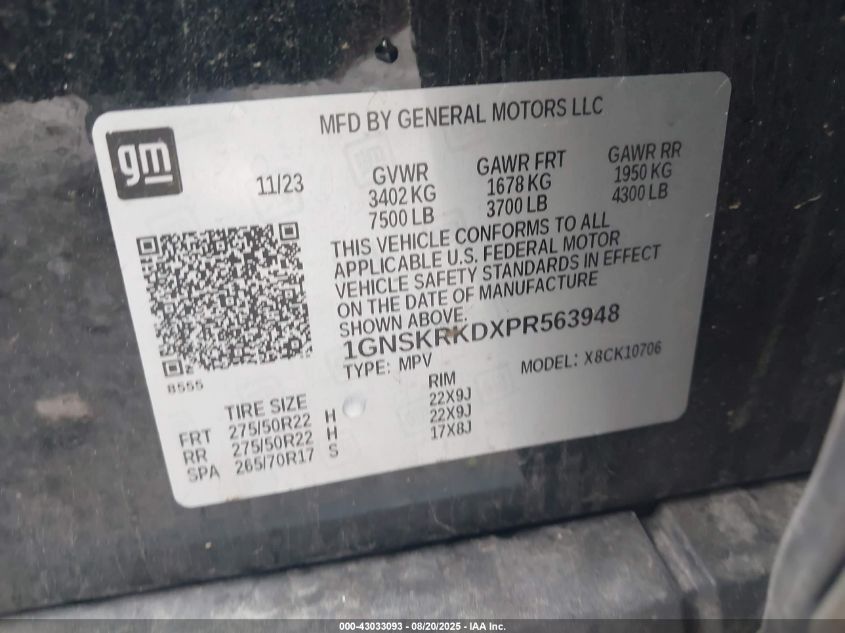 MFD BY GENERAL MOTORS LLC
gm
11/23
GVWR
3402 KG
7500 LB
GAWR FRT
1678 KG
3700 LB
GAWR RR
1950 KG
4300 LB
THIS VEHICLE CONFORMS TO ALL
APPLICABLE U.S. FEDERAL MOTOR
VEHICLE SAFETY STANDARDS IN EFFECT
ON THE DATE OF MANUFACTURE
SHOWN ABOVE.
1GNSKRKDXPR563948
TYPE: MPV
MODEL: X8CK10706
8555
TIRE SIZE
RIM
FRT 275/50R22 H 22X9J
RR 275/50R22 H 22X9J
SPA 265/70R17 S 17X8J
000-43033093 - 08/20/2025 - IAA Inc.